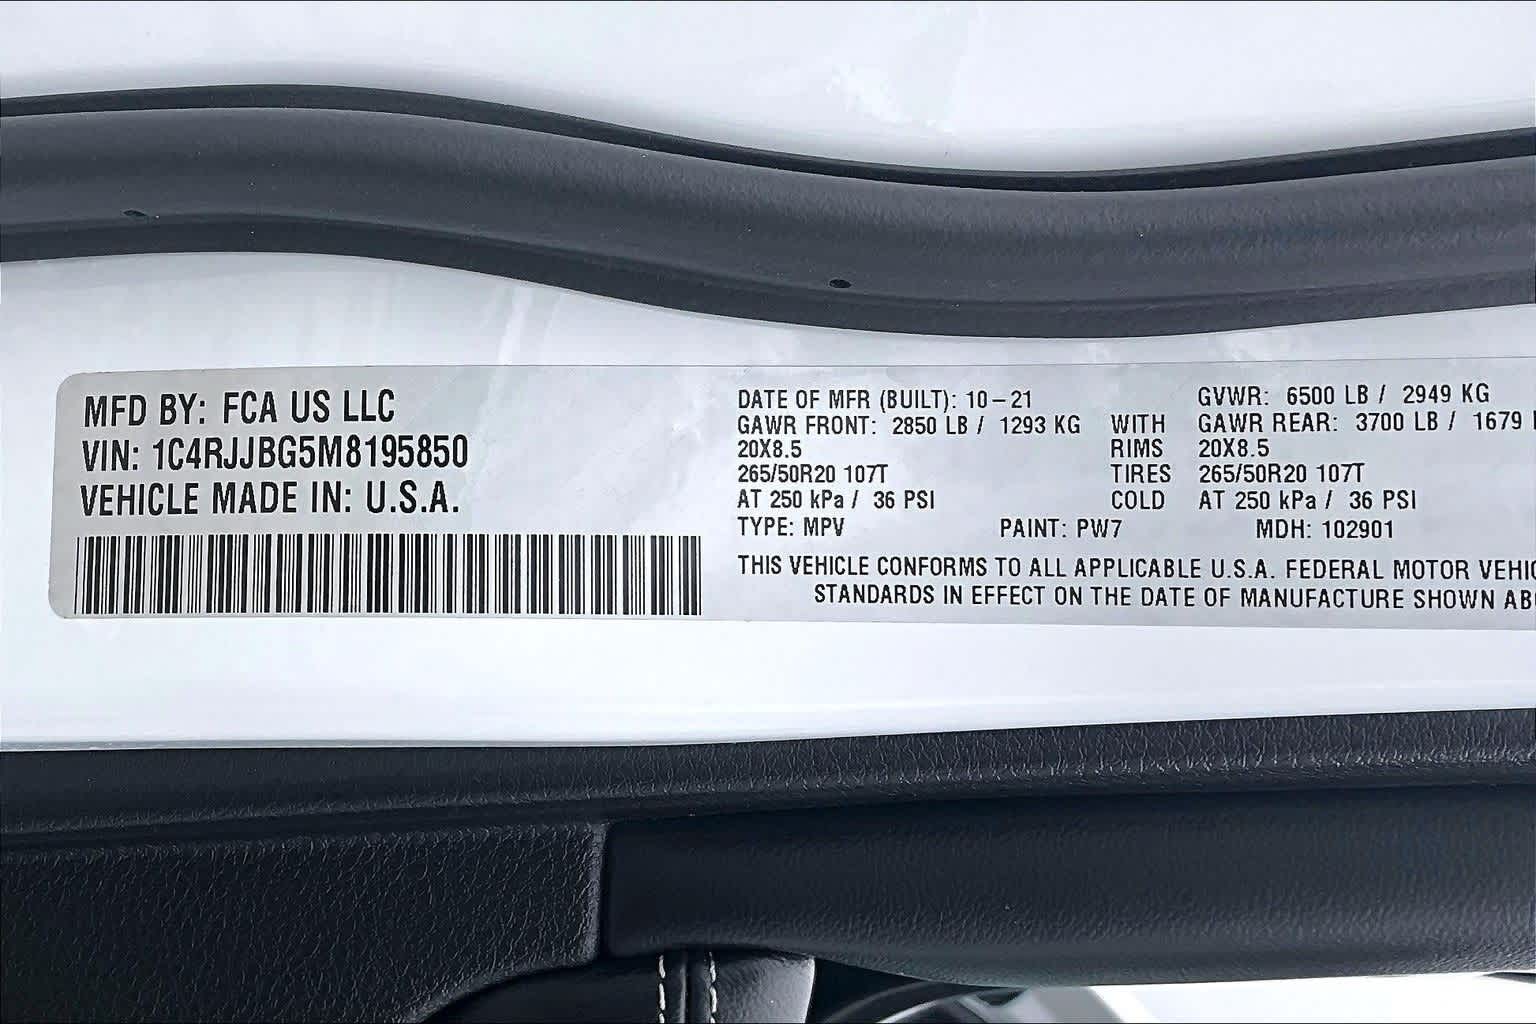 MFD BY: FCA US LLC
VIN: 1C4RJJBG5M8195850
VEHICLE MADE IN: U.S.A.
DATE OF MFR (BUILT): 10-21 GVWR: 6500 LB / 2949 KG
GAWR FRONT: 2850 LB / 1293 KG WITH GAWR REAR: 3700 LB / 1679
20X8.5 RIMS 20X8.5
265/50R20 107T TIRES 265/50R20 107T
AT 250 kPa / 36 PSI COLD AT 250 kPa / 36 PSI
TYPE: MPV PAINT: PW7 MDH: 102901
THIS VEHICLE CONFORMS TO ALL APPLICABLE U.S.A. FEDERAL MOTOR
STANDARDS IN EFFECT ON THE DATE OF MANUFACTURE SHOWN